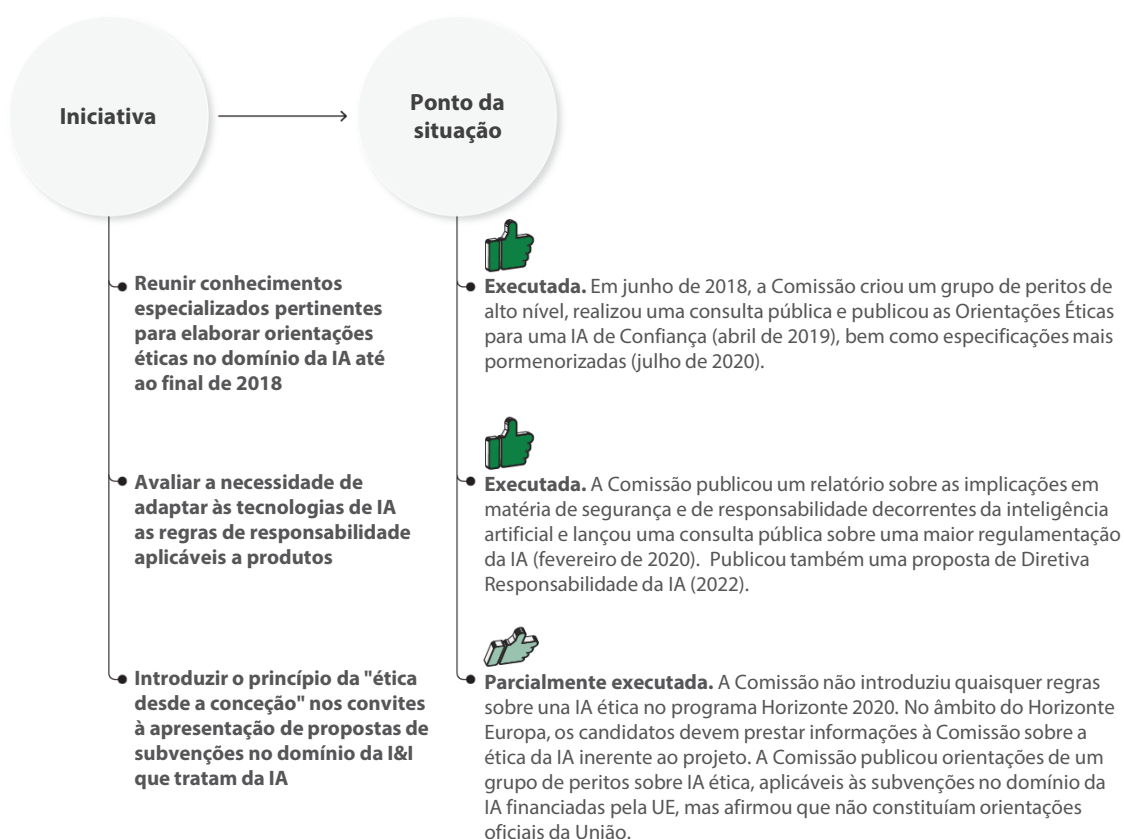 Iniciativa
Ponto da
situação
Reunir conhecimentos
especializados pertinentes
para elaborar orientações
éticas no domínio da IA até
ao final de 2018
Executada. Em junho de 2018, a Comissão criou um grupo de peritos de
alto nível, realizou uma consulta pública e publicou as Orientações Éticas
para uma IA de Confiança (abril de 2019), bem como especificações mais
pormenorizadas (julho de 2020).
Avaliar a necessidade de
adaptar às tecnologias de IA
as regras de responsabilidade
aplicáveis a produtos
Executada. A Comissão publicou um relatório sobre as implicações em
matéria de segurança e de responsabilidade decorrentes da inteligência
artificial e lançou uma consulta pública sobre uma maior regulamentação
da IA (fevereiro de 2020). Publicou também uma proposta de Diretiva
Responsabilidade da IA (2022).
Introduzir o princípio da "ética
desde a conceção" nos convites
à apresentação de propostas de
subvenções no domínio da I&I
que tratam da IA
Parcialmente executada. A Comissão não introduziu quaisquer regras
sobre una IA ética no programa Horizonte 2020. No âmbito do Horizonte
Europa, os candidatos devem prestar informações à Comissão sobre a
ética da IA inerente ao projeto. A Comissão publicou orientações de um
grupo de peritos sobre IA ética, aplicáveis às subvenções no domínio da
IA financiadas pela UE, mas afirmou que não constituíam orientações
oficiais da União.